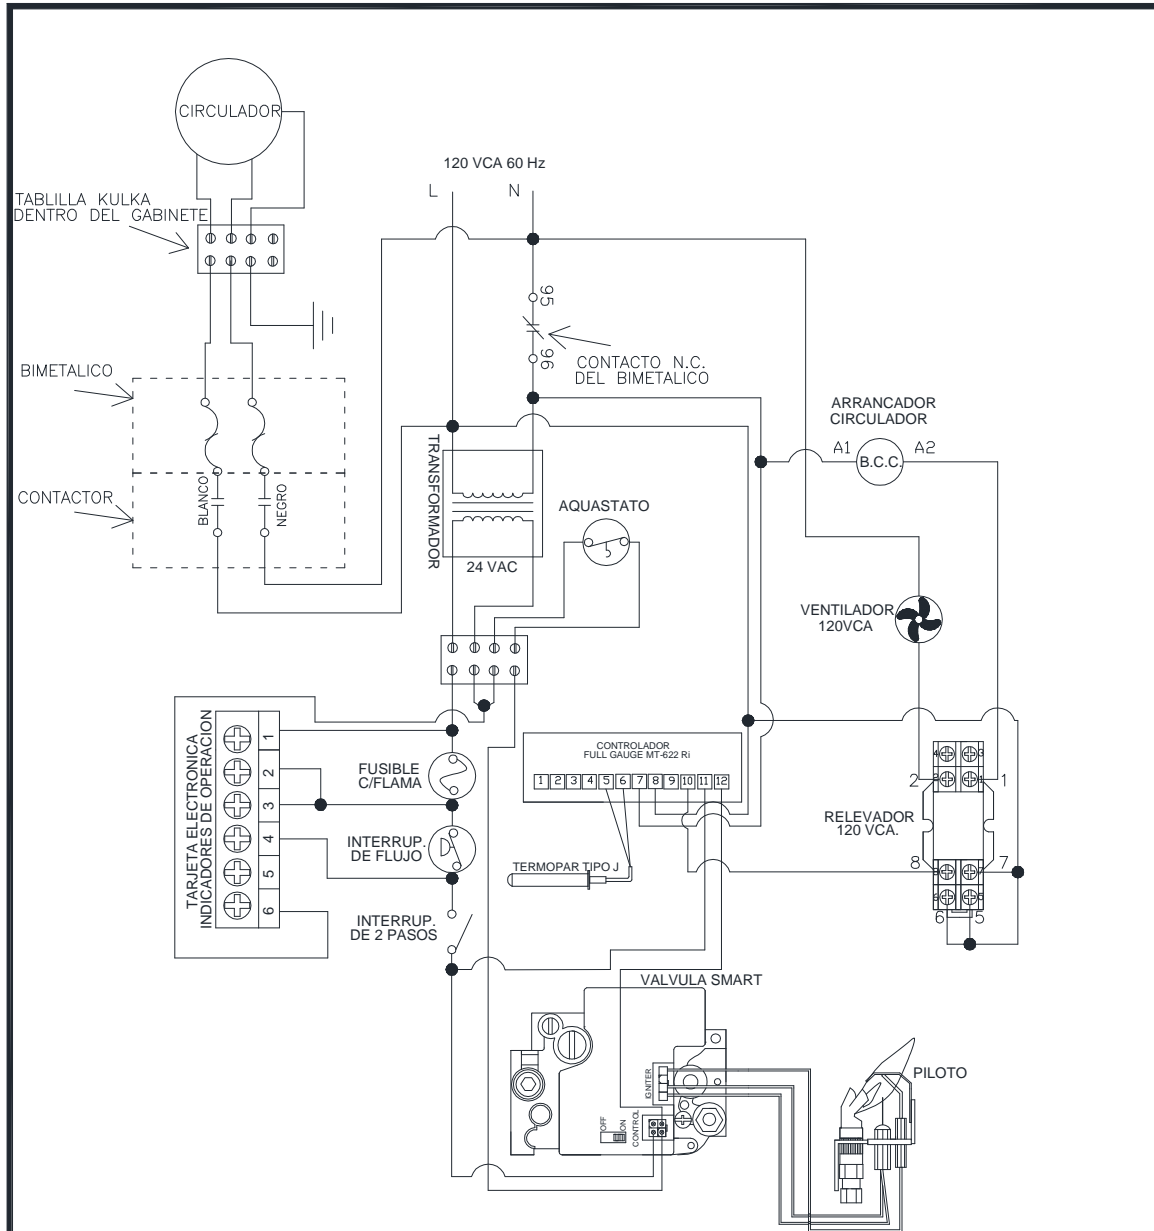 CIRCULADOR
120 VCA 60 Hz
L
N
TABLILLA KULKA
DENTRO DEL GABINETE
95
96
CONTACTO N.C.
DEL BIMETALICO
BIMETALICO
ARRANCADOR
CIRCULADOR
A1
B.C.C.
A2
TRANSFORMADOR
CONTACTOR
BLANCO
NEGRO
AQUASTATO
24 VAC
VENTILADOR
120VCA
TARJETA ELECTRONICA
INDICADORES DE OPERACION
1
2
3
4
5
6
FUSIBLE
C/FLAMA
INTERRUP.
DE FLUJO
INTERRUP.
DE 2 PASOS
CONTROLADOR
FULL GAUGE MT-622 Ri
1 2 3 4 5 6 7 8 9 10 11 12
TERMOPAR TIPO J
4 3
2 1
RELEVADOR
120 VCA.
8 7
6 5
VALVULA SMART
IGNITER
OFF
ON
CONTROL
PILOTO